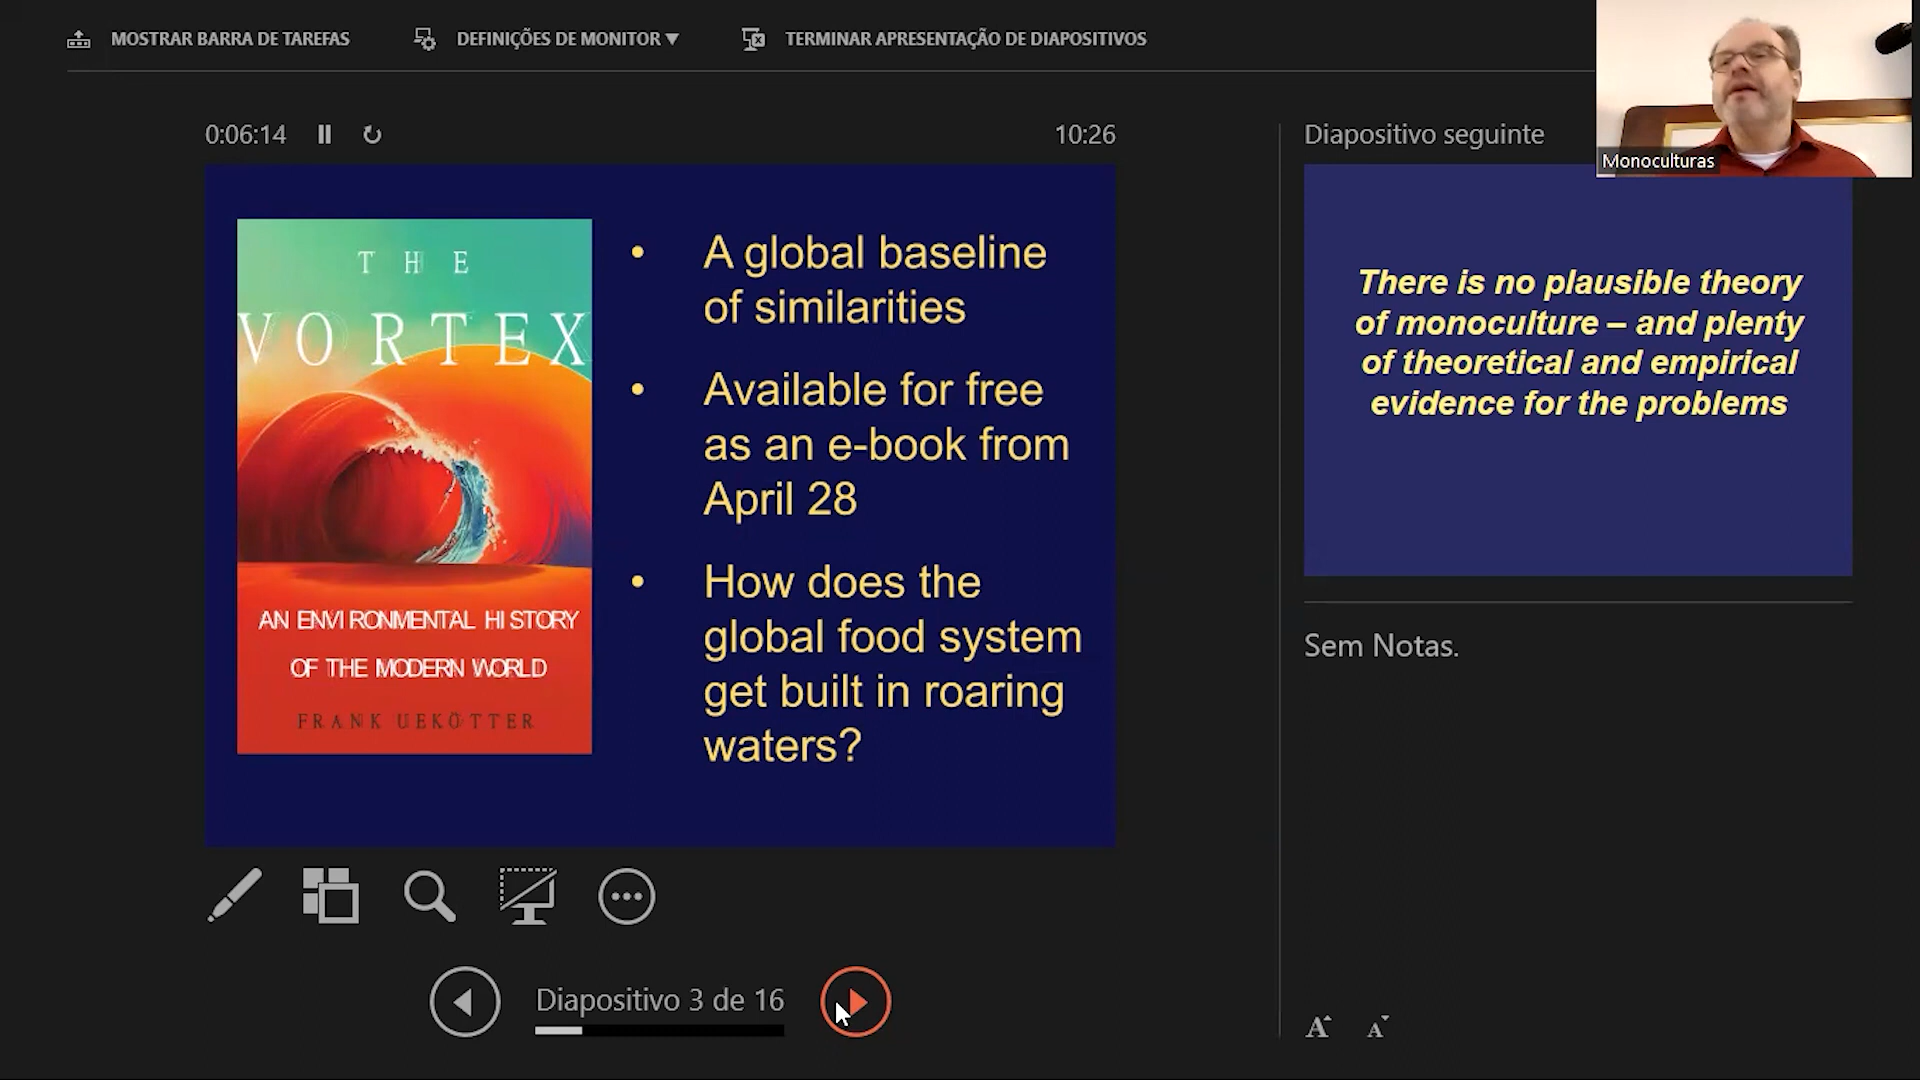 MOSTRAR BARRA DE TAREFAS
DEFINIÇÕES DE MONITOR
TERMINAR APRESENTAÇÃO DE DIAPOSITIVOS
0:06:14
10:26
THE
VORTEX
AN ENVIRONMENTAL HISTORY
OF THE MODERN WORLD
FRANK UEKÖTTER
• A global baseline
of similarities
• Available for free
as an e-book from
April 28
• How does the
global food system
get built in roaring
waters?
Diapositivo 3 de 16
Diapositivo seguinte
Monoculturas
There is no plausible theory
of monoculture – and plenty
of theoretical and empirical
evidence for the problems
Sem Notas.
A A